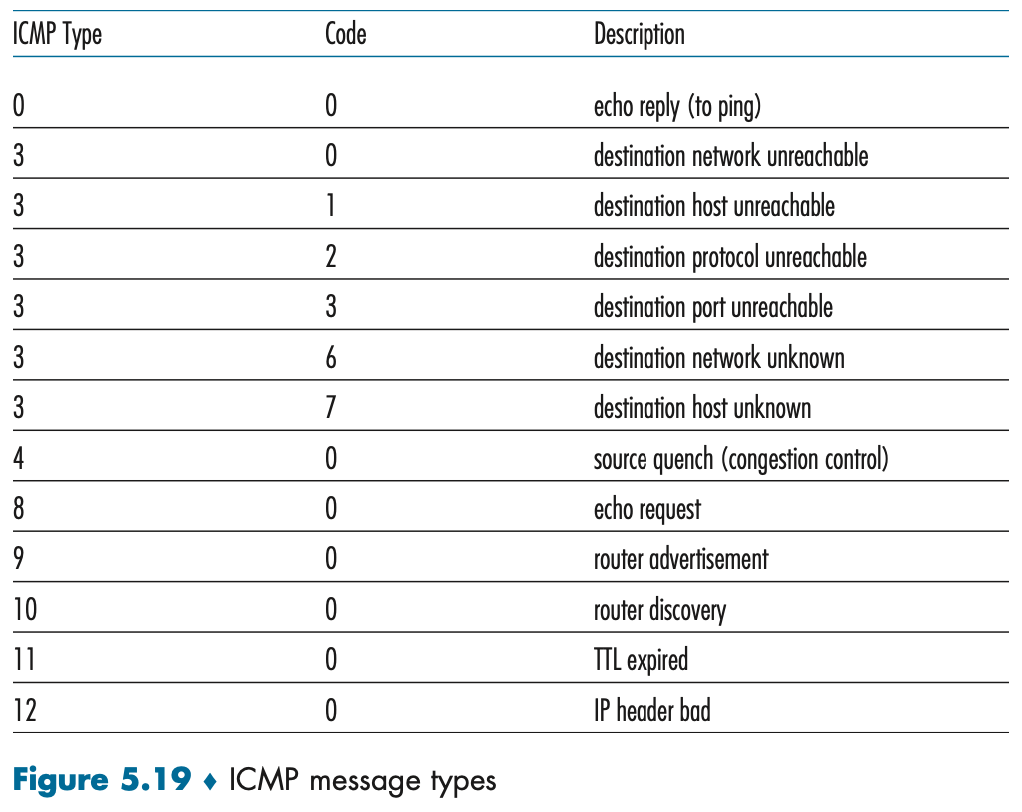 ICMP Type Code Description
0 0 echo reply (to ping)
3 0 destination network unreachable
3 1 destination host unreachable
3 2 destination protocol unreachable
3 3 destination port unreachable
3 6 destination network unknown
3 7 destination host unknown
4 0 source quench (congestion control)
8 0 echo request
9 0 router advertisement
10 0 router discovery
11 0 TTL expired
12 0 IP header bad
Figure 5.19 ♦ ICMP message types